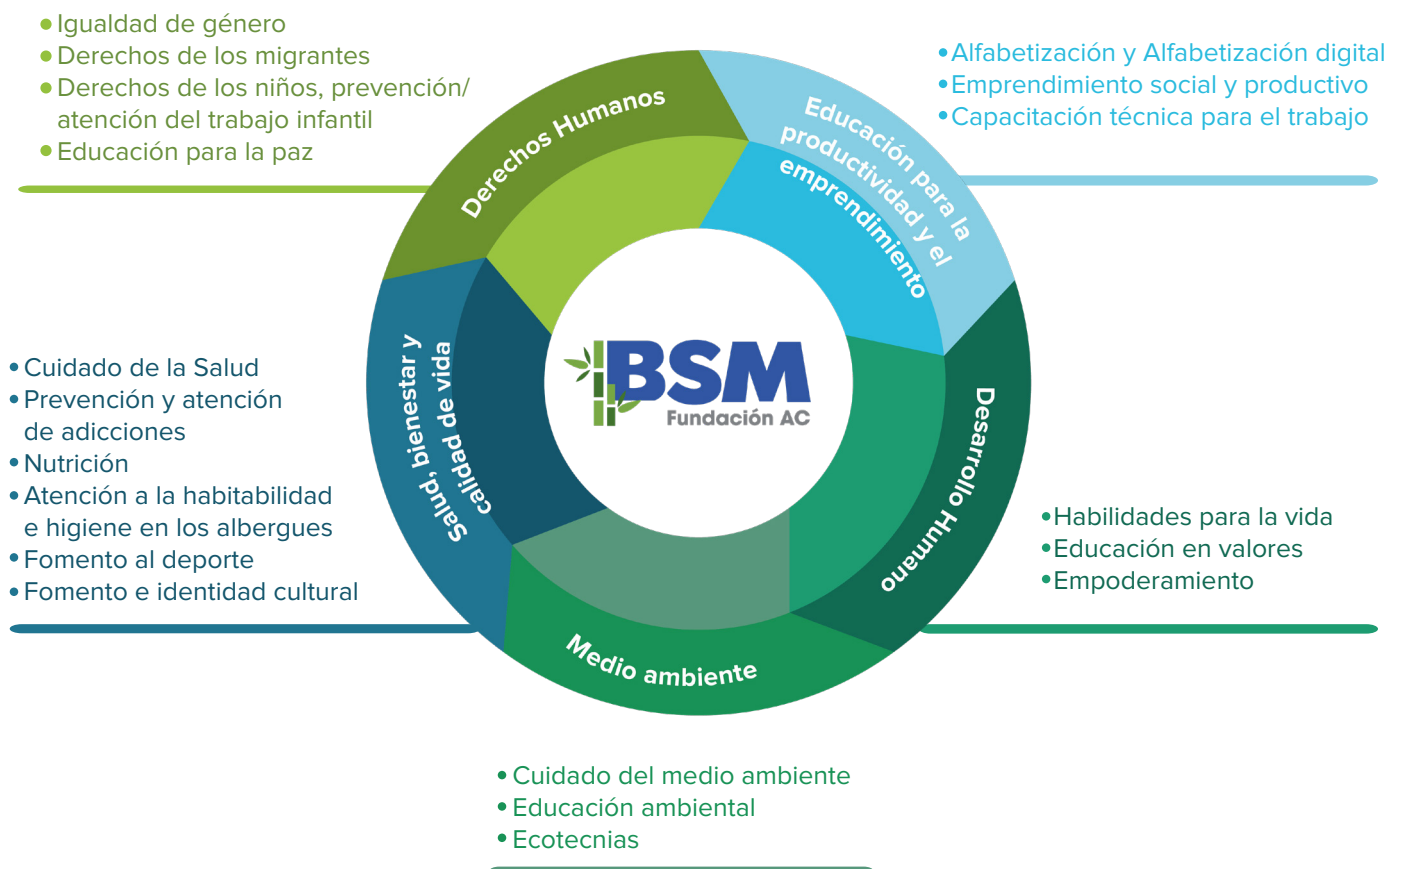 • Igualdad de género
• Derechos de los migrantes
• Derechos de los niños, prevención/
atención del trabajo infantil
• Educación para la paz
• Alfabetización y Alfabetización digital
• Emprendimiento social y productivo
• Capacitación técnica para el trabajo
Derechos Humanos
Educación para la
productividad y el
emprendimiento
Salud, bienestar y
calidad de vida
BSM
Fundación AC
Desarrollo Humano
Medio ambiente
• Cuidado de la Salud
• Prevención y atención
de adicciones
• Nutrición
• Atención a la habitabilidad
e higiene en los albergues
• Fomento al deporte
• Fomento e identidad cultural
• Habilidades para la vida
• Educación en valores
• Empoderamiento
• Cuidado del medio ambiente
• Educación ambiental
• Ecotecnias